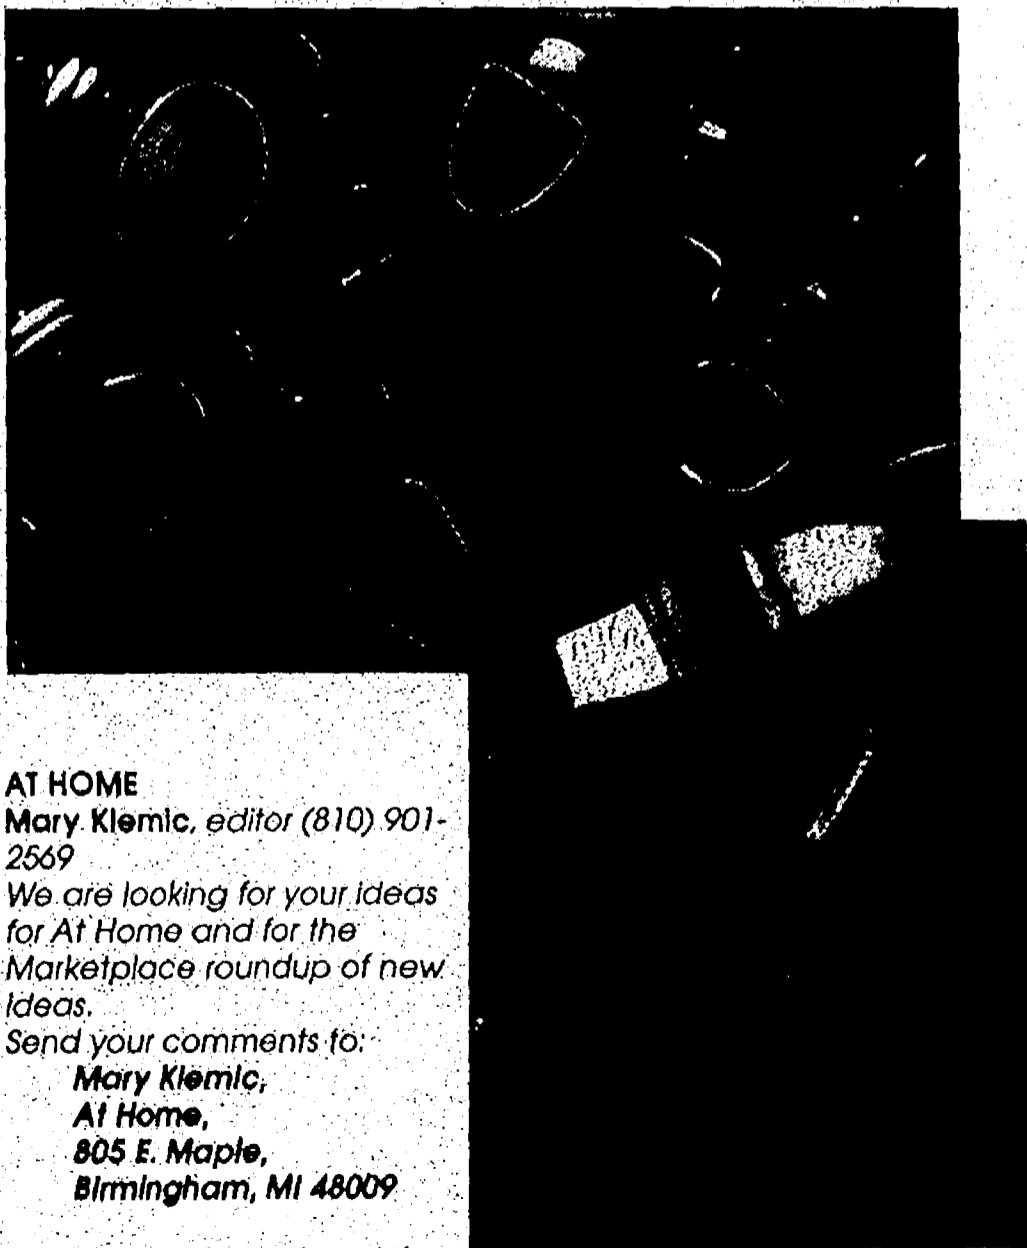 AT HOME
Mary Klemic, editor (810) 901-
2569
We are looking for your ideas
for At Home and for the
Marketplace roundup of new
ideas.
Send your comments to:
Mary Klemic,
At Home,
805 E. Maple,
Birmingham, MI 48009